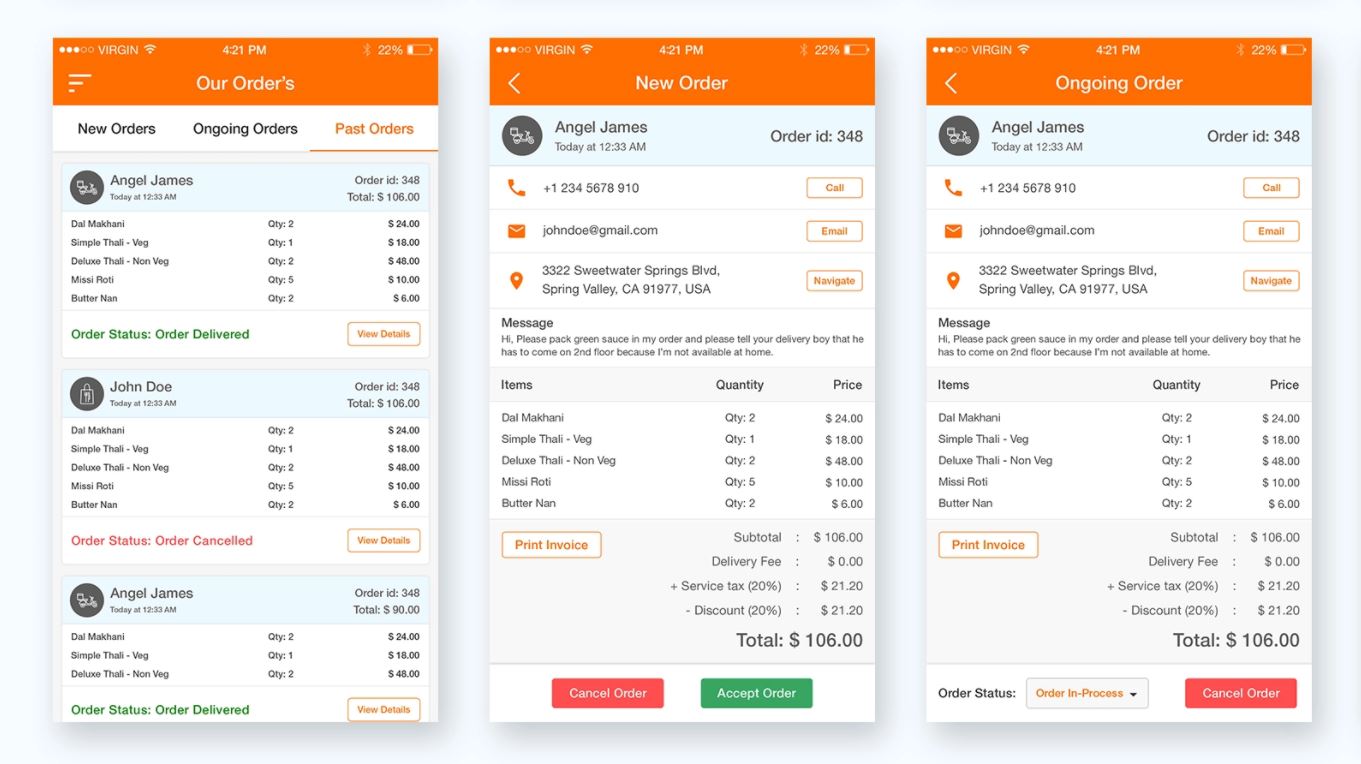 VIRGIN 4:21 PM 22%
Our Order's
New Orders Ongoing Orders Past Orders
Angel James Order id: 348
Today at 12:33 AM Total: $ 106.00
Dal Makhani Qty: 2 $ 24.00
Simple Thali - Veg Qty: 1 $ 18.00
Deluxe Thali - Non Veg Qty: 2 $ 48.00
Missi Roti Qty: 5 $ 10.00
Butter Nan Qty: 2 $ 6.00
Order Status: Order Delivered View Details
John Doe Order id: 348
Today at 12:33 AM Total: $ 106.00
Dal Makhani Qty: 2 $ 24.00
Simple Thali - Veg Qty: 1 $ 18.00
Deluxe Thali - Non Veg Qty: 2 $ 48.00
Missi Roti Qty: 5 $ 10.00
Butter Nan Qty: 2 $ 6.00
Order Status: Order Cancelled View Details
Angel James Order id: 348
Today at 12:33 AM Total: $ 90.00
Dal Makhani Qty: 2 $ 24.00
Simple Thali - Veg Qty: 1 $ 18.00
Deluxe Thali - Non Veg Qty: 2 $ 48.00
Order Status: Order Delivered View Details
VIRGIN 4:21 PM 22%
New Order
Angel James Order id: 348
Today at 12:33 AM
+1 234 5678 910 Call
johndoe@gmail.com Email
3322 Sweetwater Springs Blvd,
Spring Valley, CA 91977, USA Navigate
Message
Hi, Please pack green sauce in my order and please tell your delivery boy that he
has to come on 2nd floor because I'm not available at home.
Items Quantity Price
Dal Makhani Qty: 2 $ 24.00
Simple Thali - Veg Qty: 1 $ 18.00
Deluxe Thali - Non Veg Qty: 2 $ 48.00
Missi Roti Qty: 5 $ 10.00
Butter Nan Qty: 2 $ 6.00
Print Invoice Subtotal : $ 106.00
Delivery Fee : $ 0.00
+ Service tax (20%) : $ 21.20
- Discount (20%) : $ 21.20
Total: $ 106.00
Cancel Order Accept Order
VIRGIN 4:21 PM 22%
Ongoing Order
Angel James Order id: 348
Today at 12:33 AM
+1 234 5678 910 Call
johndoe@gmail.com Email
3322 Sweetwater Springs Blvd,
Spring Valley, CA 91977, USA Navigate
Message
Hi, Please pack green sauce in my order and please tell your delivery boy that he
has to come on 2nd floor because I'm not available at home.
Items Quantity Price
Dal Makhani Qty: 2 $ 24.00
Simple Thali - Veg Qty: 1 $ 18.00
Deluxe Thali - Non Veg Qty: 2 $ 48.00
Missi Roti Qty: 5 $ 10.00
Butter Nan Qty: 2 $ 6.00
Print Invoice Subtotal : $ 106.00
Delivery Fee : $ 0.00
+ Service tax (20%) : $ 21.20
- Discount (20%) : $ 21.20
Total: $ 106.00
Order Status: Order In-Process Cancel Order